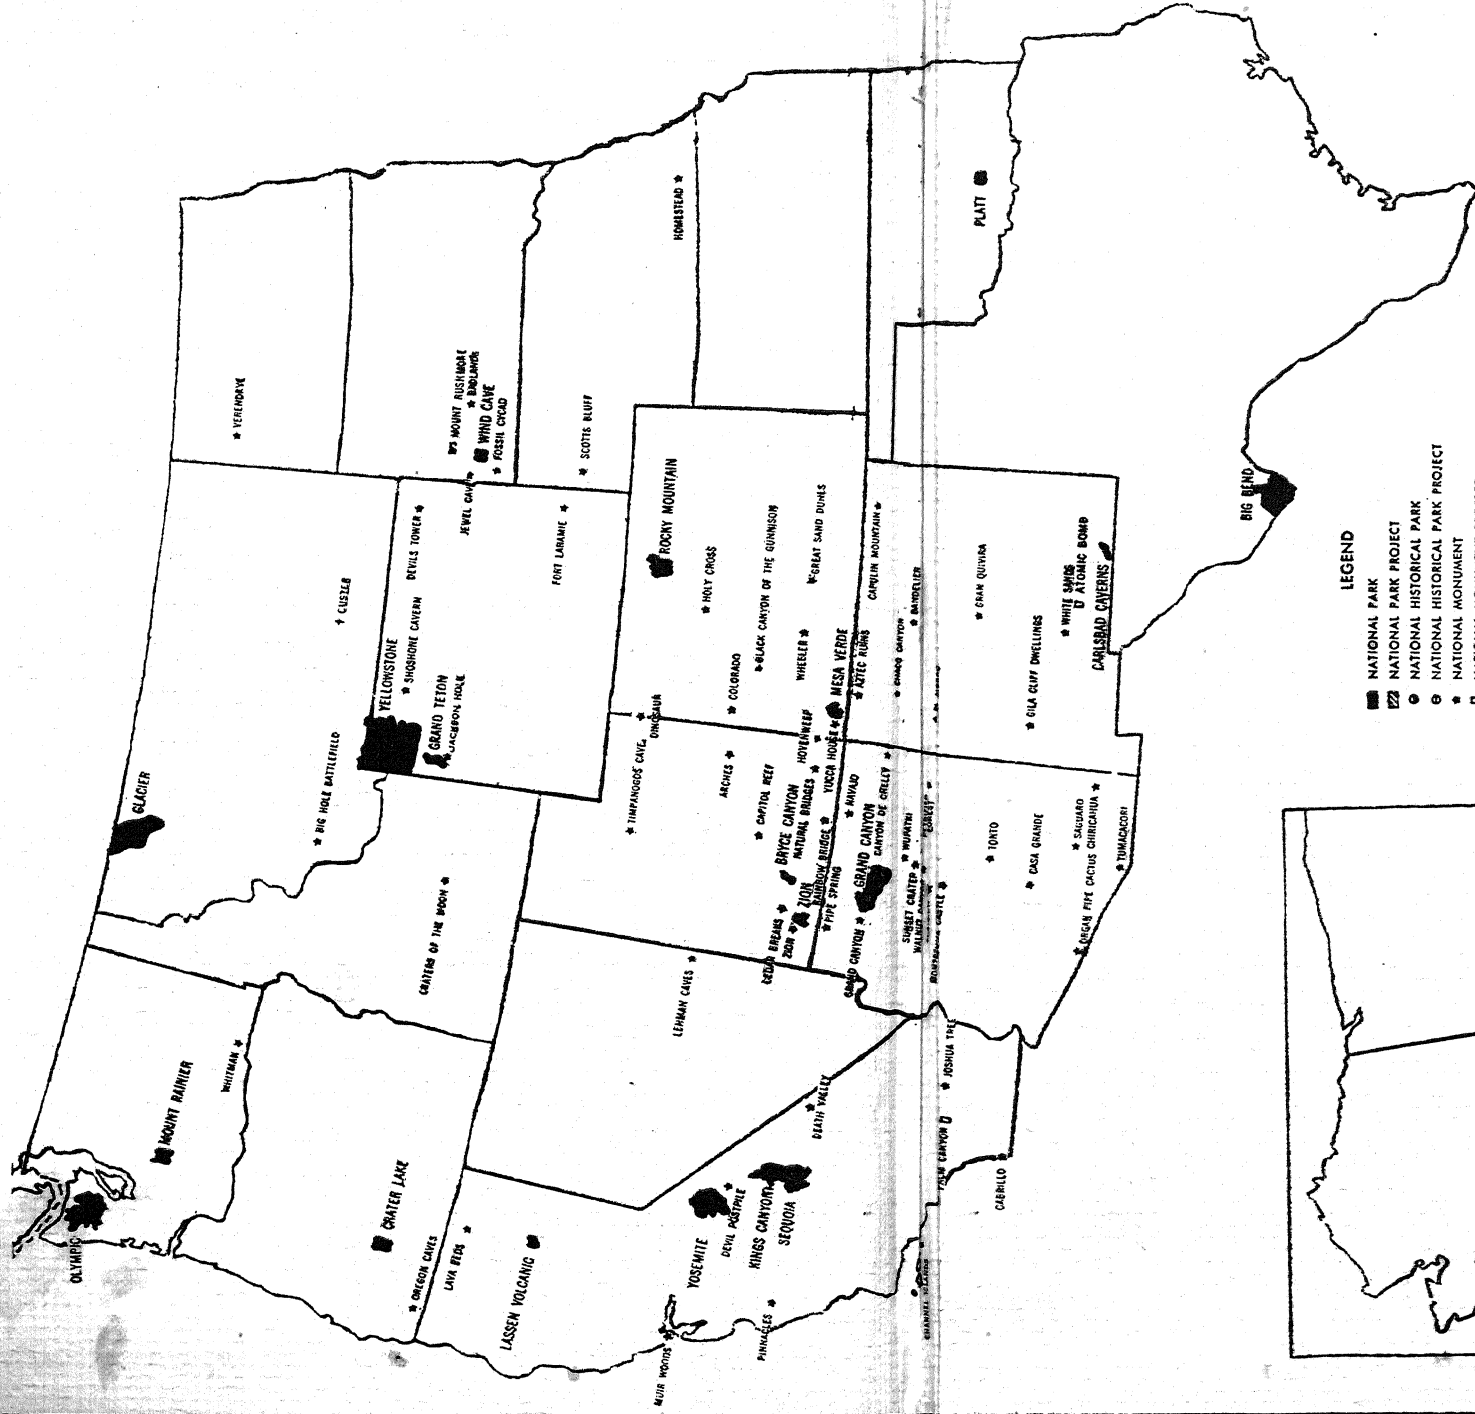 OLYMPIC
MOUNT RAINIER
WHITMAN
GLACIER
BIG HOLE BATTLEFIELD
CUSTER
VERENDRYE
CRATER LAKE
OREGON CAVES
LAVA BEDS
LASSEN VOLCANIC
CRATERS OF THE MOON
YELLOWSTONE
SHOSHONE CAVERN
DEVILS TOWER
GRAND TETON
JACKSON HOLE
JEWEL CAVE
MOUNT RUSHMORE
BADLANDS
WIND CAVE
FOSSIL CYCAD
FORT LARAMIE
SCOTTS BLUFF
HOMESTEAD
MUIR WOODS
YOSEMITE
DEVIL POSTPILE
KINGS CANYON
SEQUOIA
PINNACLES
DEATH VALLEY
LEHMAN CAVES
TIMPANOGOS CAVE
DINOSAUR
ROCKY MOUNTAIN
HOLY CROSS
COLORADO
BLACK CANYON OF THE GUNNISON
WHEELER
GREAT SAND DUNES
ARCHES
CAPITOL REEF
BRYCE CANYON
NATURAL BRIDGES
HOVENWEEP
YUCCA HOUSE
MESA VERDE
AZTEC RUINS
CEDAR BREAKS
ZION
ZION
RAINBOW BRIDGE
PIPE SPRING
NAVAJO
GRAND CANYON
GRAND CANYON
CANYON DE CHELLY
WUPATKI
SUNSET CRATER
CAPULIN MOUNTAIN
BANDELIER
CHACO CANYON
GRAN QUIVIRA
GILA CLIFF DWELLINGS
WHITE SANDS
ATOMIC BOMB
CARLSBAD CAVERNS
TONTO
CASA GRANDE
SAGUARO
CHIRICAHUA
ORGAN PIPE CACTUS
TUMACACORI
JOSHUA TREE
PALM CANYON
CABRILLO
CHANNEL ISLANDS
PLATT
BIG BEND
LEGEND
NATIONAL PARK
NATIONAL PARK PROJECT
NATIONAL HISTORICAL PARK
NATIONAL HISTORICAL PARK PROJECT
NATIONAL MONUMENT